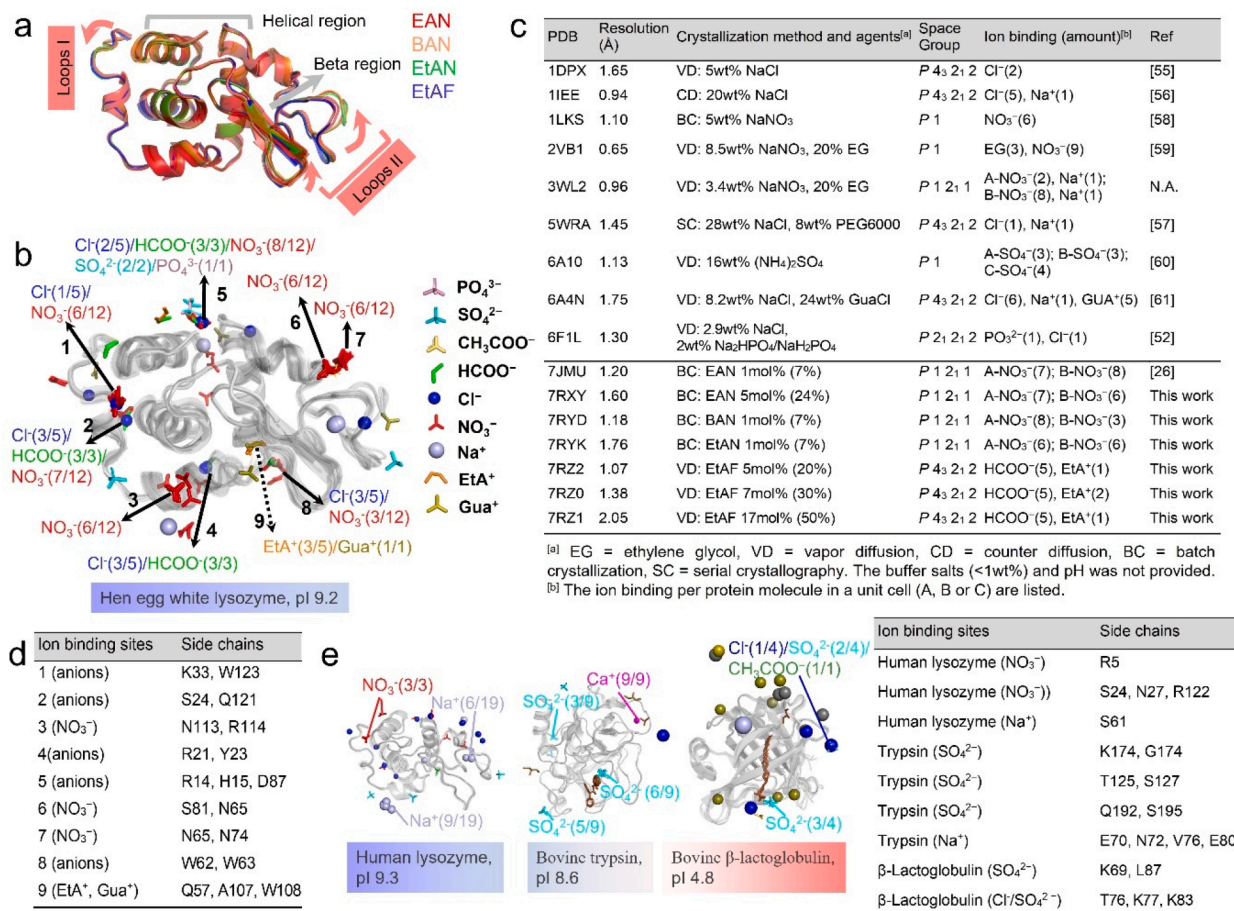 a
Helical region
Loops I
Beta region
Loops II
EAN
BAN
EtAN
EtAF
b
Cl⁻(2/5)/HCOO⁻(3/3)/NO₃⁻(8/12)/
SO₄²⁻(2/2)/PO₄³⁻(1/1)
Cl⁻(1/5)/
NO₃⁻(6/12)
NO₃⁻(6/12)
NO₃⁻(6/12)
1
5
6
7
2
Cl⁻(3/5)/
HCOO⁻(3/3)/
NO₃⁻(7/12)
3
4
9
8
NO₃⁻(6/12)
Cl⁻(3/5)/
NO₃⁻(3/12)
Cl⁻(3/5)/HCOO⁻(3/3)
EtA⁺(3/5)/Gua⁺(1/1)
PO₄³⁻
SO₄²⁻
CH₃COO⁻
HCOO⁻
Cl⁻
NO₃⁻
Na⁺
EtA⁺
Gua⁺
Hen egg white lysozyme, pI 9.2
c
PDB Resolution (Å) Crystallization method and agents[a] Space Group Ion binding (amount)[b] Ref
1DPX 1.65 VD: 5wt% NaCl P 4₃ 2₁ 2 Cl⁻(2) [55]
1IEE 0.94 CD: 20wt% NaCl P 4₃ 2₁ 2 Cl⁻(5), Na⁺(1) [56]
1LKS 1.10 BC: 5wt% NaNO₃ P 1 NO₃⁻(6) [58]
2VB1 0.65 VD: 8.5wt% NaNO₃, 20% EG P 1 EG(3), NO₃⁻(9) [59]
3WL2 0.96 VD: 3.4wt% NaNO₃, 20% EG P 1 2₁ 1 A-NO₃⁻(2), Na⁺(1); B-NO₃⁻(8), Na⁺(1) N.A.
5WRA 1.45 SC: 28wt% NaCl, 8wt% PEG6000 P 4₃ 2₁ 2 Cl⁻(1), Na⁺(1) [57]
6A10 1.13 VD: 16wt% (NH₄)₂SO₄ P 1 A-SO₄⁻(3); B-SO₄⁻(3); C-SO₄⁻(4) [60]
6A4N 1.75 VD: 8.2wt% NaCl, 24wt% GuaCl P 4₃ 2₁ 2 Cl⁻(6), Na⁺(1), GUA⁺(5) [61]
6F1L 1.30 VD: 2.9wt% NaCl, 2wt% Na₂HPO₄/NaH₂PO₄ P 2₁ 2₁ 2 PO₃²⁻(1), Cl⁻(1) [52]
7JMU 1.20 BC: EAN 1mol% (7%) P 1 2₁ 1 A-NO₃⁻(7); B-NO₃⁻(8) [26]
7RXY 1.60 BC: EAN 5mol% (24%) P 1 2₁ 1 A-NO₃⁻(7); B-NO₃⁻(6) This work
7RYD 1.18 BC: BAN 1mol% (7%) P 1 2₁ 1 A-NO₃⁻(8); B-NO₃⁻(3) This work
7RYK 1.76 BC: EtAN 1mol% (7%) P 1 2₁ 1 A-NO₃⁻(6); B-NO₃⁻(6) This work
7RZ2 1.07 VD: EtAF 5mol% (20%) P 4₃ 2₁ 2 HCOO⁻(5), EtA⁺(1) This work
7RZ0 1.38 VD: EtAF 7mol% (30%) P 4₃ 2₁ 2 HCOO⁻(5), EtA⁺(2) This work
7RZ1 2.05 VD: EtAF 17mol% (50%) P 4₃ 2₁ 2 HCOO⁻(5), EtA⁺(1) This work
[a] EG = ethylene glycol, VD = vapor diffusion, CD = counter diffusion, BC = batch
crystallization, SC = serial crystallography. The buffer salts (<1wt%) and pH was not provided.
[b] The ion binding per protein molecule in a unit cell (A, B or C) are listed.
d
Ion binding sites Side chains
1 (anions) K33, W123
2 (anions) S24, Q121
3 (NO₃⁻) N113, R114
4(anions) R21, Y23
5 (anions) R14, H15, D87
6 (NO₃⁻) S81, N65
7 (NO₃⁻) N65, N74
8 (anions) W62, W63
9 (EtA⁺, Gua⁺) Q57, A107, W108
e
NO₃⁻(3/3)
Na⁺(6/19)
Na⁺(9/19)
Human lysozyme,
pI 9.3
Ca⁺(9/9)
SO₄²⁻(3/9)
SO₄²⁻(6/9)
SO₄²⁻(5/9)
Bovine trypsin,
pI 8.6
Cl⁻(1/4)/SO₄²⁻(2/4)/
CH₃COO⁻(1/1)
SO₄²⁻(3/4)
Bovine β-lactoglobulin,
pI 4.8
Ion binding sites Side chains
Human lysozyme (NO₃⁻) R5
Human lysozyme (NO₃⁻)) S24, N27, R122
Human lysozyme (Na⁺) S61
Trypsin (SO₄²⁻) K174, G174
Trypsin (SO₄²⁻) T125, S127
Trypsin (SO₄²⁻) Q192, S195
Trypsin (Na⁺) E70, N72, V76, E80
β-Lactoglobulin (SO₄²⁻) K69, L87
β-Lactoglobulin (Cl⁻/SO₄²⁻) T76, K77, K83